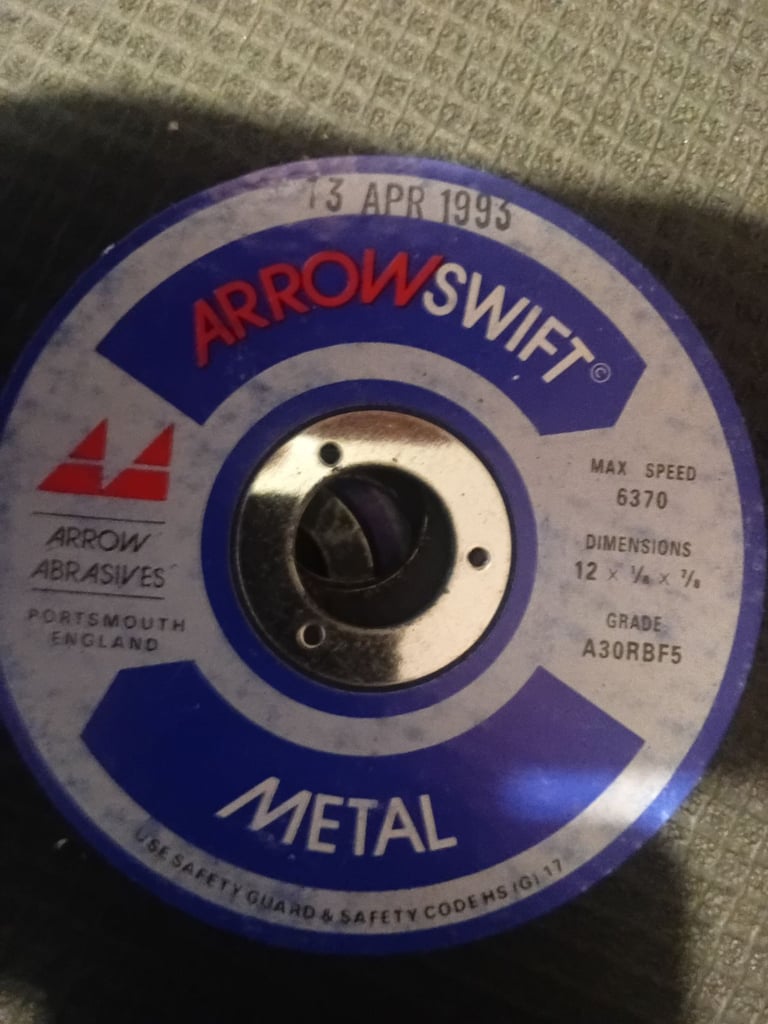 13 APR 1993
ARROWSWIFT©
ARROW
ABRASIVES
PORTSMOUTH
ENGLAND
MAX SPEED
6370
DIMENSIONS
12 × 1/8 × 7/8
GRADE
A30RBF5
METAL
USE SAFETY GUARD & SAFETY CODE HS (G) 17